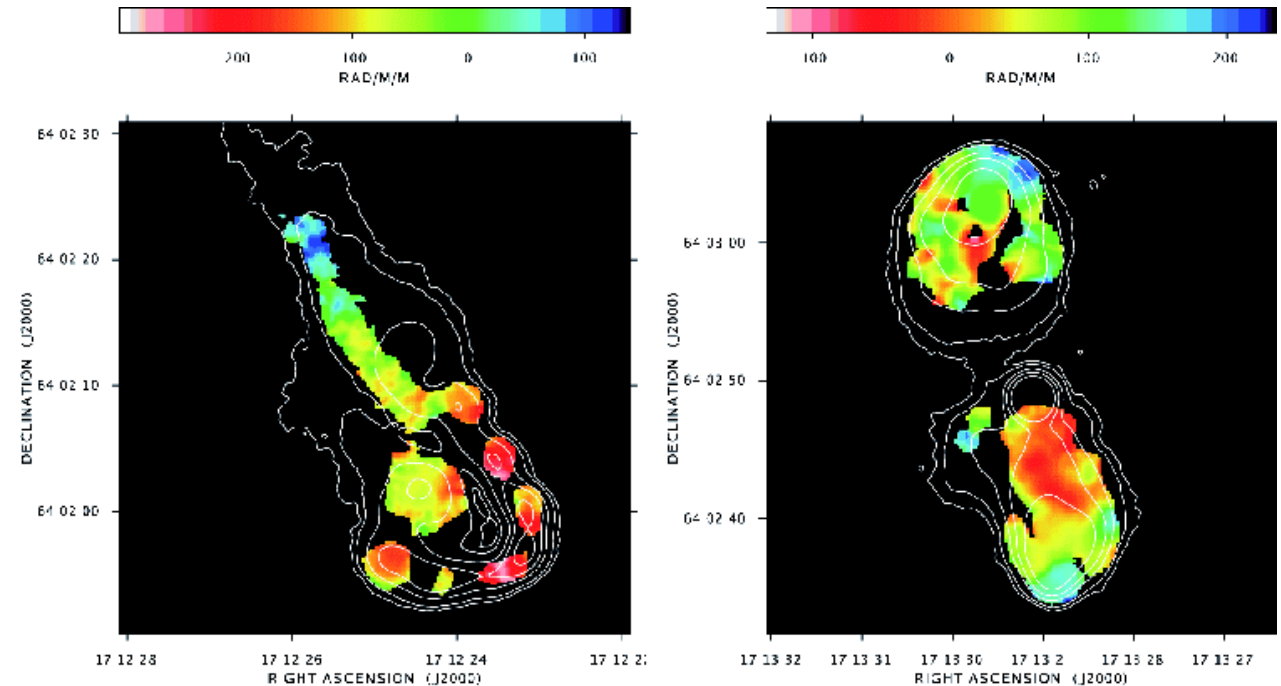 200 100 0 100
RAD/M/M
100 0 100 200
RAD/M/M
64 02 30
64 02 20
64 02 10
64 02 00
DECLINATION (J2000)
17 12 28 17 12 26 17 12 24
RIGHT ASCENSION (J2000)
64 03 00
64 02 50
64 02 40
DECLINATION (J2000)
17 13 32 17 13 31 17 13 30 17 13 2 17 13 28 17 13 27
RIGHT ASCENSION (J2000)